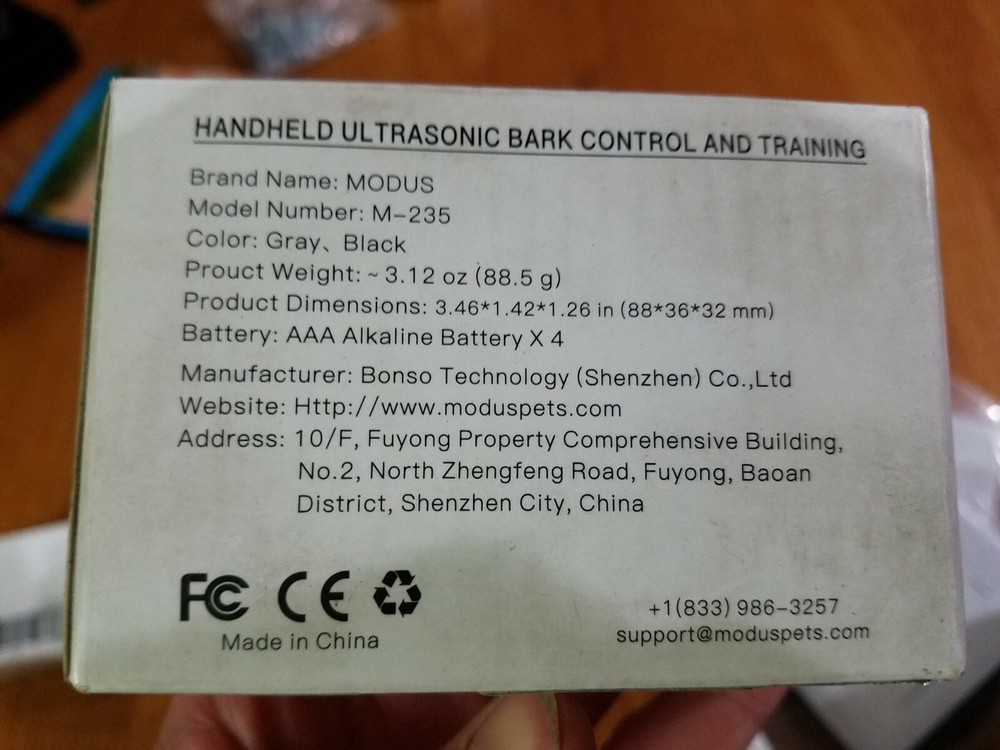 HANDHELD ULTRASONIC BARK CONTROL AND TRAINING
Brand Name: MODUS
Model Number: M-235
Color: Gray、Black
Prouct Weight: ~ 3.12 oz (88.5 g)
Product Dimensions: 3.46*1.42*1.26 in (88*36*32 mm)
Battery: AAA Alkaline Battery X 4
Manufacturer: Bonso Technology (Shenzhen) Co.,Ltd
Website: Http://www.moduspets.com
Address: 10/F, Fuyong Property Comprehensive Building,
No.2, North Zhengfeng Road, Fuyong, Baoan
District, Shenzhen City, China
FC CE
Made in China
+1(833) 986-3257
support@moduspets.com